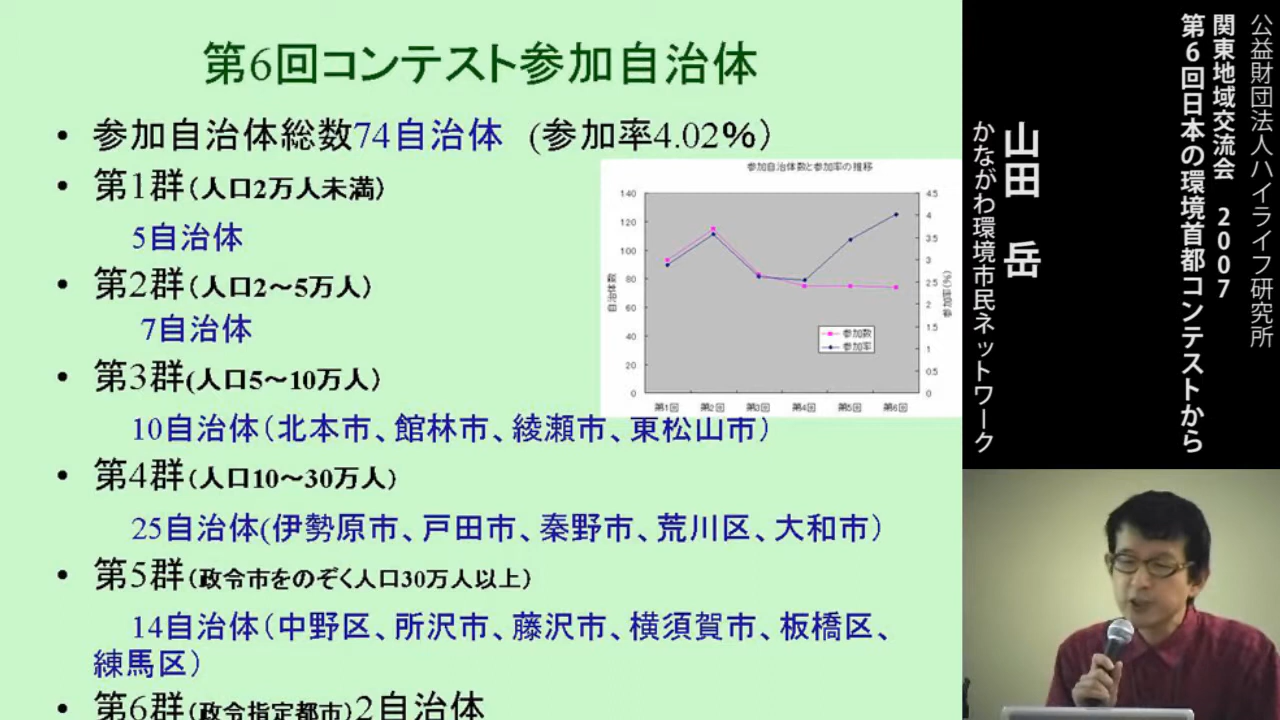 第6回コンテスト参加自治体
• 参加自治体総数74自治体 (参加率4.02%)
• 第1群(人口2万人未満)
5自治体
• 第2群(人口2～5万人)
7自治体
• 第3群(人口5～10万人)
10自治体(北本市、館林市、綾瀬市、東松山市)
• 第4群(人口10～30万人)
25自治体(伊勢原市、戸田市、秦野市、荒川区、大和市)
• 第5群(政令市をのぞく人口30万人以上)
14自治体(中野区、所沢市、藤沢市、横須賀市、板橋区、
練馬区)
• 第6群(政令指定都市)2自治体
参加自治体数と参加率の推移
自治体数
140
120
100
80
60
40
20
0
参加率(%)
4.5
4
3.5
3
2.5
2
1.5
1
0.5
0
第1回 第2回 第3回 第4回 第5回 第6回
参加数
参加率
公益財団法人ハイライフ研究所
関東地域交流会 2007
第6回日本の環境首都コンテストから
山田 岳
かながわ環境市民ネットワーク